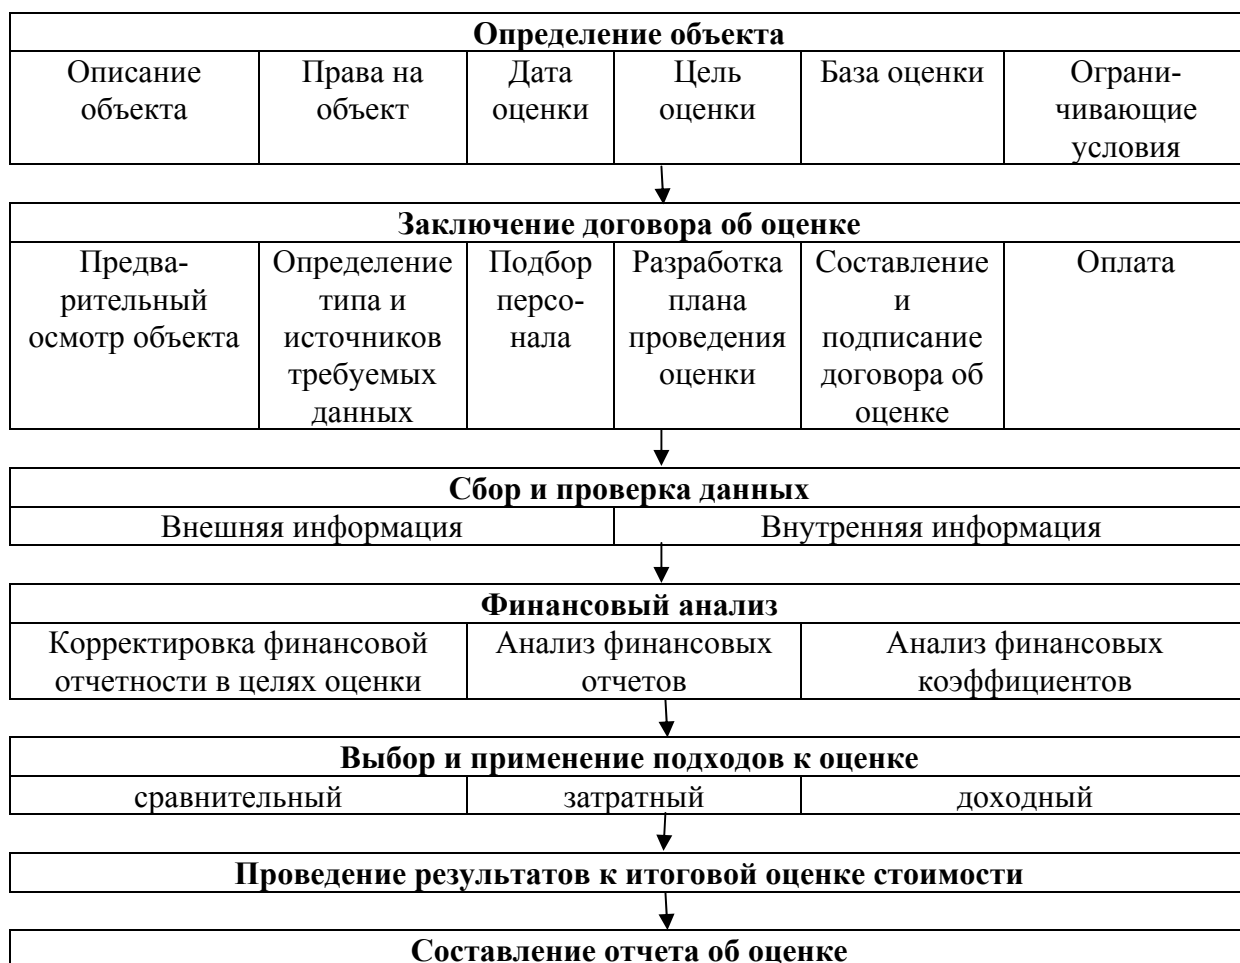 Определение объекта
Описание объекта
Права на объект
Дата оценки
Цель оценки
База оценки
Ограни-
чивающие
условия
Заключение договора об оценке
Предва-
рительный
осмотр объекта
Определение
типа и
источников
требуемых
данных
Подбор
персо-
нала
Разработка
плана
проведения
оценки
Составление
и
подписание
договора об
оценке
Оплата
Сбор и проверка данных
Внешняя информация
Внутренняя информация
Финансовый анализ
Корректировка финансовой
отчетности в целях оценки
Анализ финансовых
отчетов
Анализ финансовых
коэффициентов
Выбор и применение подходов к оценке
сравнительный
затратный
доходный
Проведение результатов к итоговой оценке стоимости
Составление отчета об оценке